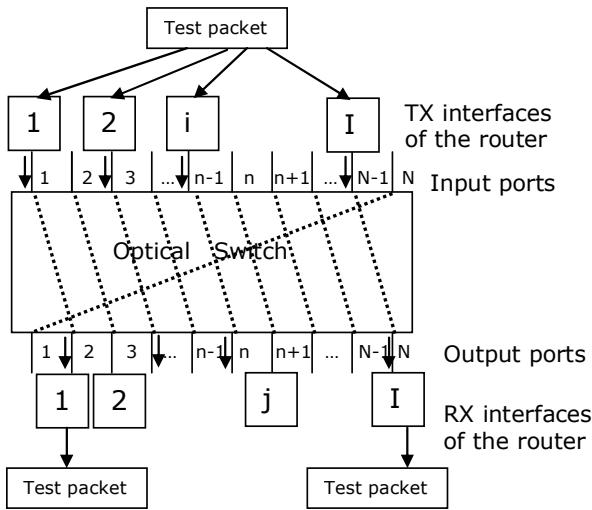 Test packet
1 2 i I
TX interfaces
of the router
1 2 3 ... n-1 n n+1 ... N-1 N
Input ports
Optical Switch
1 2 3 ... n-1 n n+1 ... N-1 N
Output ports
1 2 j I
RX interfaces
of the router
Test packet Test packet